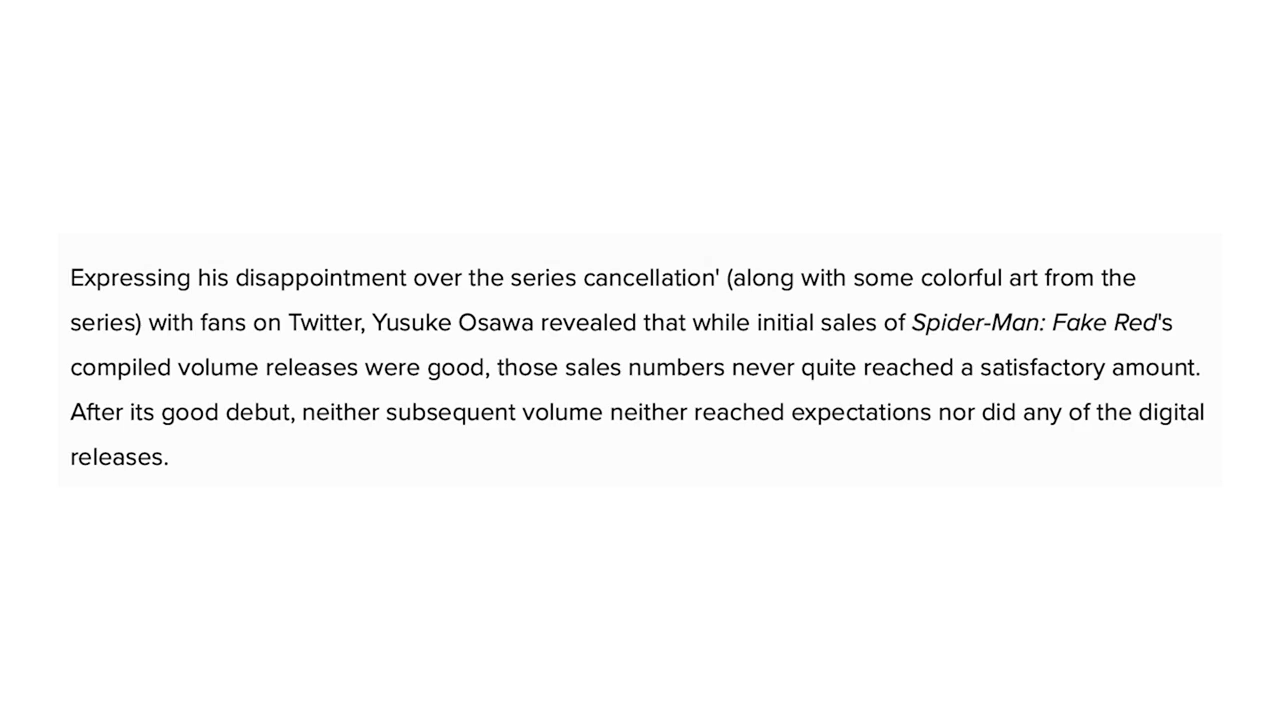 Expressing his disappointment over the series cancellation' (along with some colorful art from the
series) with fans on Twitter, Yusuke Osawa revealed that while initial sales of Spider-Man: Fake Red's
compiled volume releases were good, those sales numbers never quite reached a satisfactory amount.
After its good debut, neither subsequent volume neither reached expectations nor did any of the digital
releases.